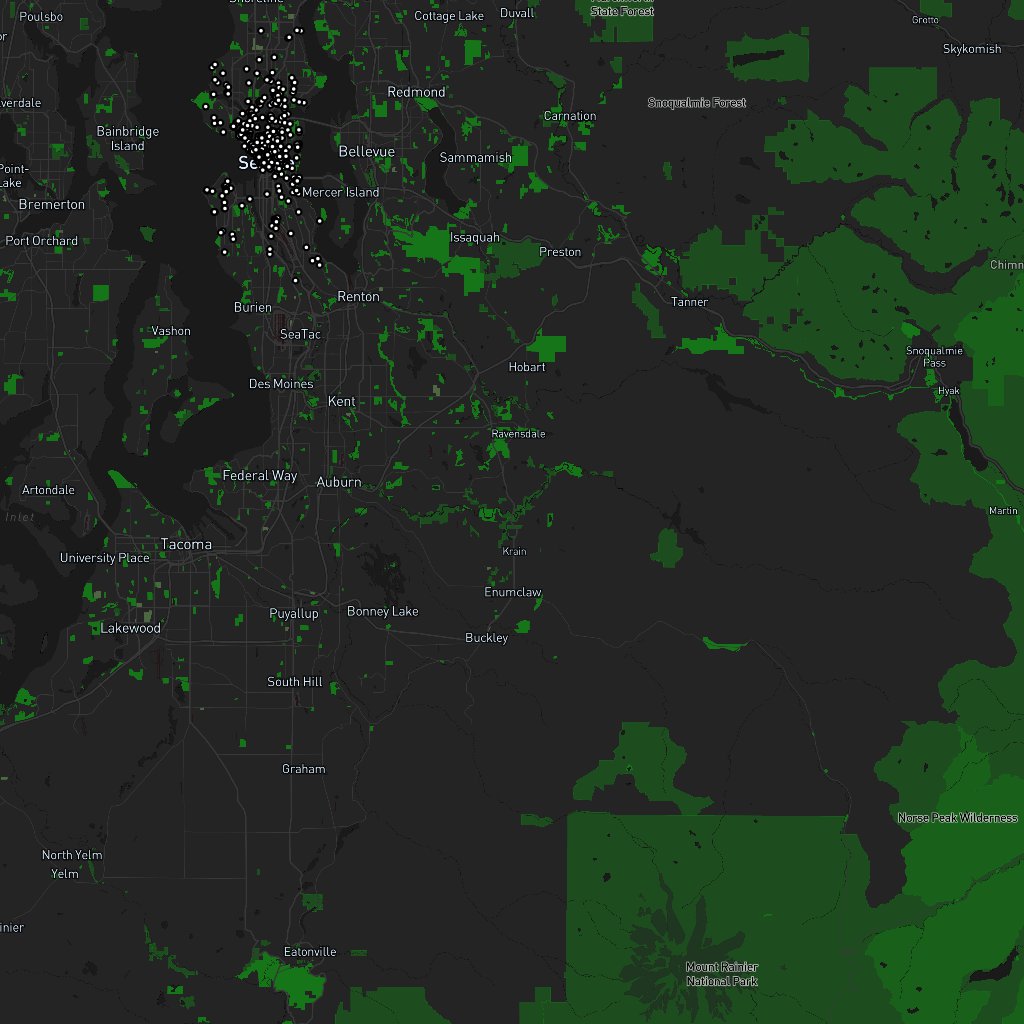 Poulsbo
Cottage Lake
Duvall
State Forest
Grotto
Skykomish
Redmond
Snoqualmie Forest
Carnation
Bainbridge
Island
Bellevue
Sammamish
Se
Mercer Island
Bremerton
Port Orchard
Issaquah
Preston
Tanner
Burien
Renton
Vashon
SeaTac
Snoqualmie
Pass
Hobart
Des Moines
Hyak
Kent
Ravensdale
Federal Way
Auburn
Artondale
Martin
Inlet
Tacoma
University Place
Krain
Enumclaw
Puyallup
Bonney Lake
Lakewood
Buckley
South Hill
Graham
Norse Peak Wilderness
North Yelm
Yelm
Eatonville
Mount Rainier
National Park